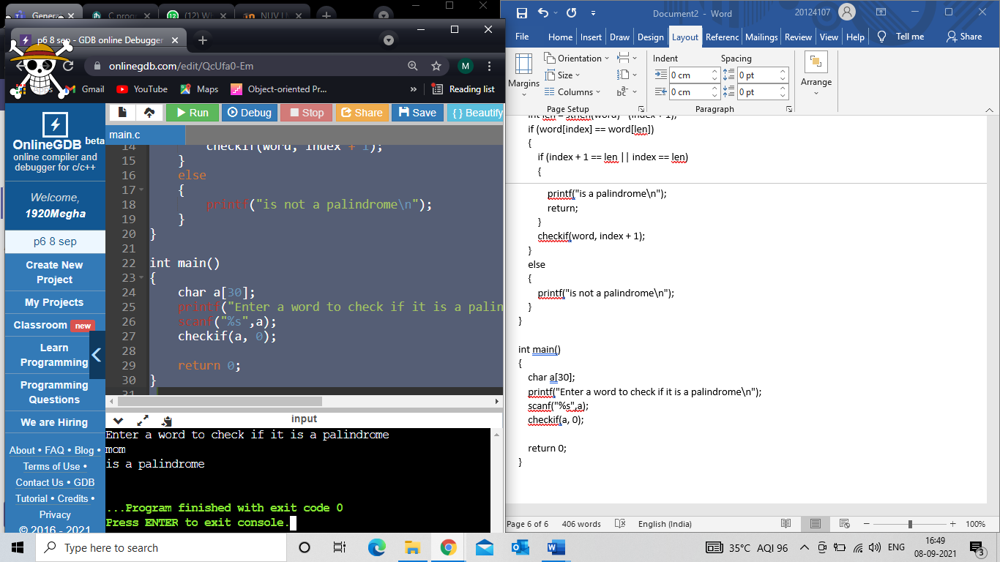 Genera
C prog
(12) W
NUV L
p6 8 sep - GDB online Debugger
onlinegdb.com/edit/QcUfa0-Em
M
Gmail
YouTube
Maps
Object-oriented Pr...
»
Reading list
OnlineGDB beta
online compiler and
debugger for c/c++
Welcome,
1920Megha
p6 8 sep
Create New
Project
My Projects
Classroom new
Learn
Programming
Programming
Questions
We are Hiring
About • FAQ • Blog •
Terms of Use •
Contact Us • GDB
Tutorial • Credits •
Privacy
© 2016 - 2021
Run
Debug
Stop
Share
Save
{ } Beautify
main.c
14 checkif(word, index + 1);
15 }
16 else
17 {
18 printf("is not a palindrome\n");
19 }
20 }
21
22 int main()
23 {
24 char a[30];
25 printf("Enter a word to check if it is a palin
26 scanf("%s",a);
27 checkif(a, 0);
28
29 return 0;
30 }
31
input
Enter a word to check if it is a palindrome
mom
is a palindrome
...Program finished with exit code 0
Press ENTER to exit console.
Document2 - Word
20124107
File Home Insert Draw Design Layout Referenc Mailings Review View Help Tell me Share
Margins
Orientation
Size
Columns
Page Setup
Indent
Spacing
0 cm
0 pt
0 cm
0 pt
Paragraph
Arrange
int len = strlen(word) - (index + 1);
if (word[index] == word[len])
{
if (index + 1 == len || index == len)
{
printf("is a palindrome\n");
return;
}
checkif(word, index + 1);
}
else
{
printf("is not a palindrome\n");
}
}
int main()
{
char a[30];
printf("Enter a word to check if it is a palindrome\n");
scanf("%s",a);
checkif(a, 0);
return 0;
}
Page 6 of 6 406 words English (India) 100%
Type here to search
35°C AQI 96
ENG
16:49
08-09-2021
3